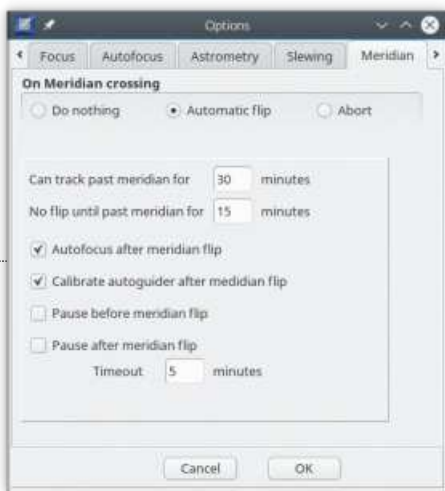 Options
Focus Autofocus Astrometry Slewing Meridian
On Meridian crossing
Do nothing Automatic flip Abort
Can track past meridian for 30 minutes
No flip until past meridian for 15 minutes
Autofocus after meridian flip
Calibrate autoguider after medidian flip
Pause before meridian flip
Pause after meridian flip
Timeout 5 minutes
Cancel OK